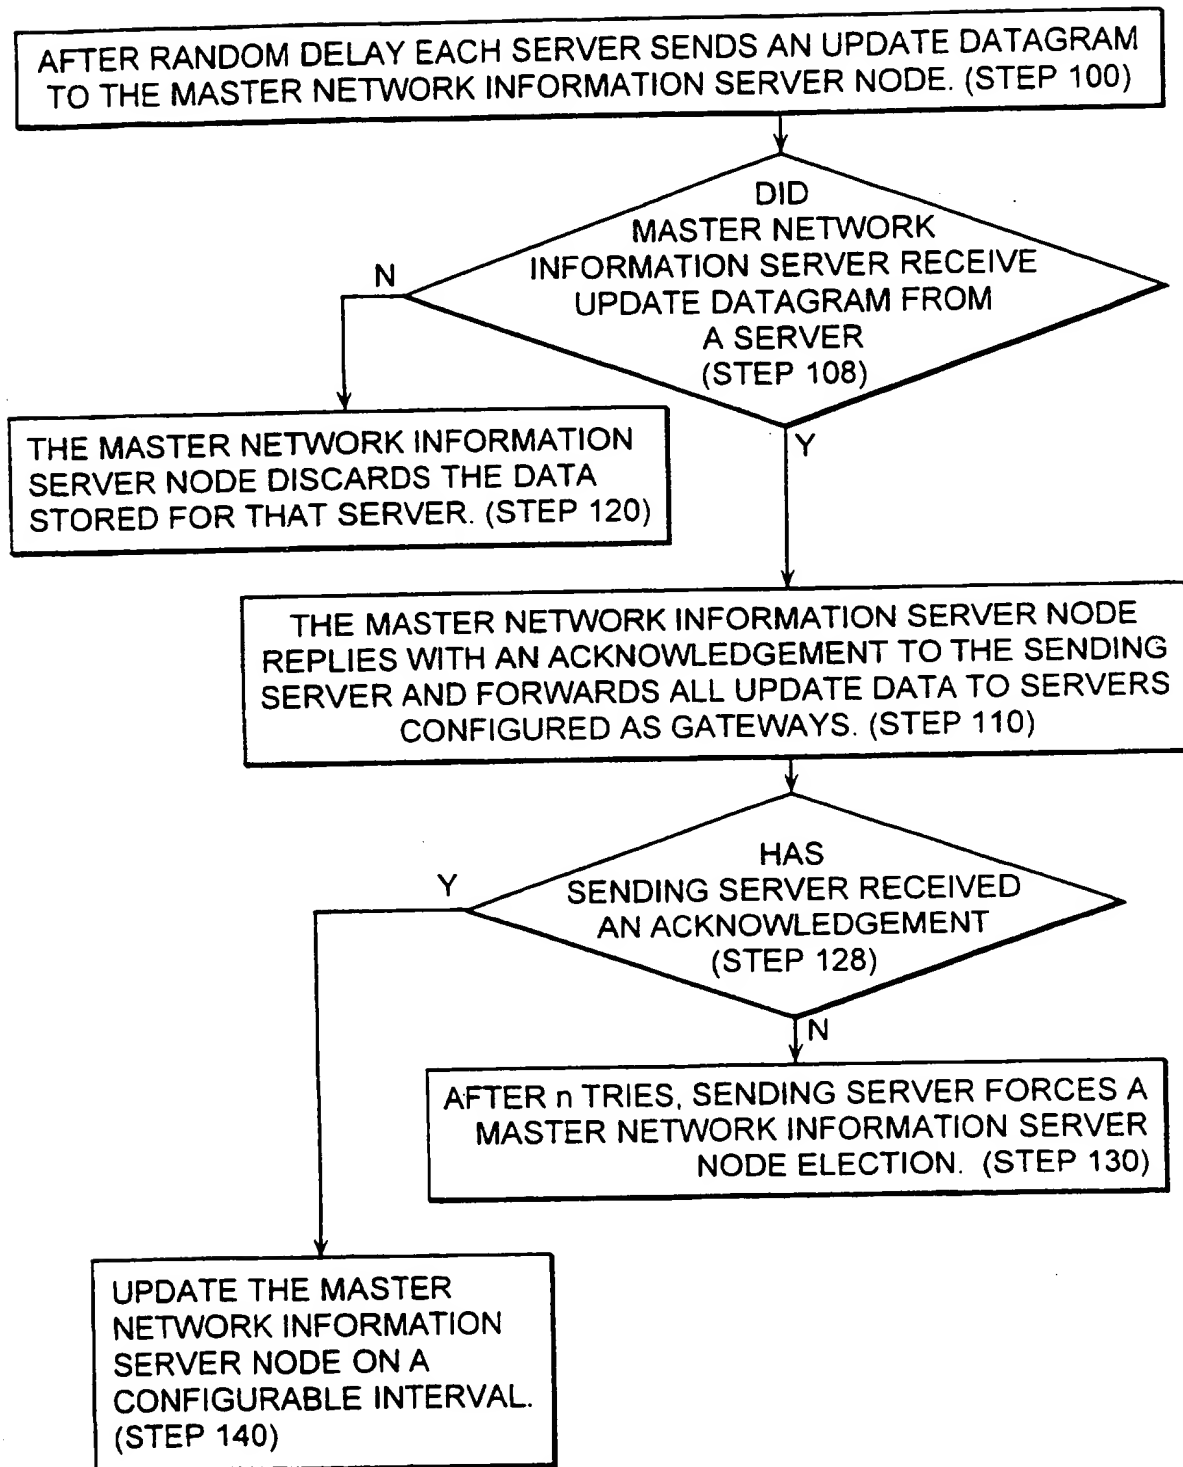 AFTER RANDOM DELAY EACH SERVER SENDS AN UPDATE DATAGRAM
TO THE MASTER NETWORK INFORMATION SERVER NODE. (STEP 100)
DID
MASTER NETWORK
INFORMATION SERVER RECEIVE
UPDATE DATAGRAM FROM
A SERVER
(STEP 108)
N
Y
THE MASTER NETWORK INFORMATION
SERVER NODE DISCARDS THE DATA
STORED FOR THAT SERVER. (STEP 120)
THE MASTER NETWORK INFORMATION SERVER NODE
REPLIES WITH AN ACKNOWLEDGEMENT TO THE SENDING
SERVER AND FORWARDS ALL UPDATE DATA TO SERVERS
CONFIGURED AS GATEWAYS. (STEP 110)
HAS
SENDING SERVER RECEIVED
AN ACKNOWLEDGEMENT
(STEP 128)
Y
N
AFTER n TRIES, SENDING SERVER FORCES A
MASTER NETWORK INFORMATION SERVER
NODE ELECTION. (STEP 130)
UPDATE THE MASTER
NETWORK INFORMATION
SERVER NODE ON A
CONFIGURABLE INTERVAL.
(STEP 140)